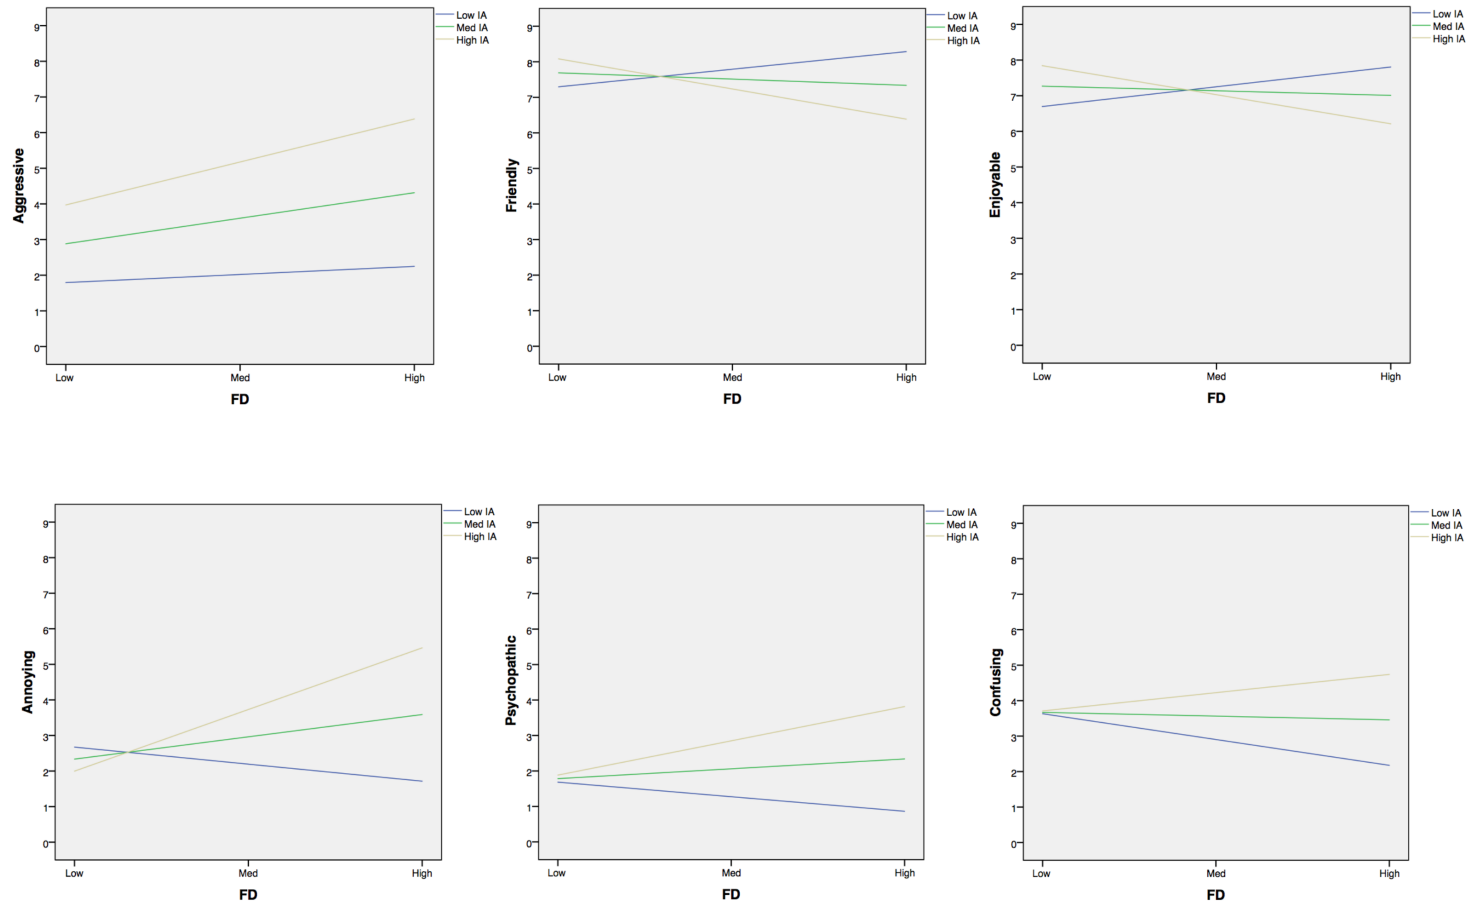 Low IA
Med IA
High IA
9
8
7
6
5
4
3
2
1
0
Aggressive
Low
Med
High
FD
Low IA
Med IA
High IA
9
8
7
6
5
4
3
2
1
0
Friendly
Low
Med
High
FD
Low IA
Med IA
High IA
9
8
7
6
5
4
3
2
1
0
Enjoyable
Low
Med
High
FD
Low IA
Med IA
High IA
9
8
7
6
5
4
3
2
1
0
Annoying
Low
Med
High
FD
Low IA
Med IA
High IA
9
8
7
6
5
4
3
2
1
0
Psychopathic
Low
Med
High
FD
Low IA
Med IA
High IA
9
8
7
6
5
4
3
2
1
0
Confusing
Low
Med
High
FD